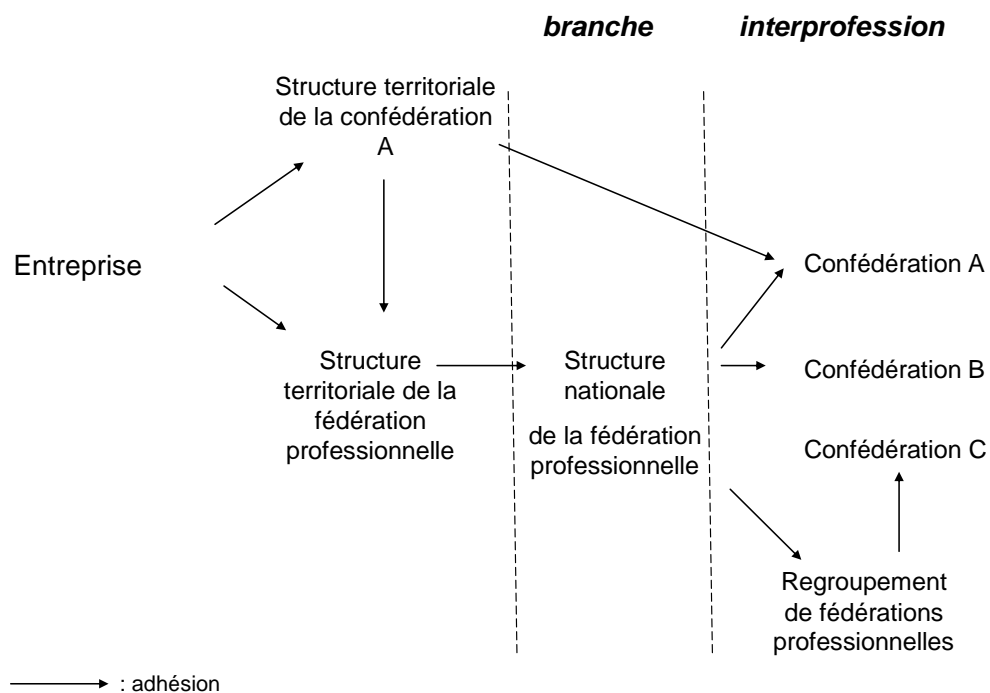 branche
interprofession
Structure territoriale
de la confédération
A
Entreprise
Confédération A
Structure
territoriale de la
fédération
professionnelle
Structure
nationale
de la fédération
professionnelle
Confédération B
Confédération C
Regroupement
de fédérations
professionnelles
: adhésion